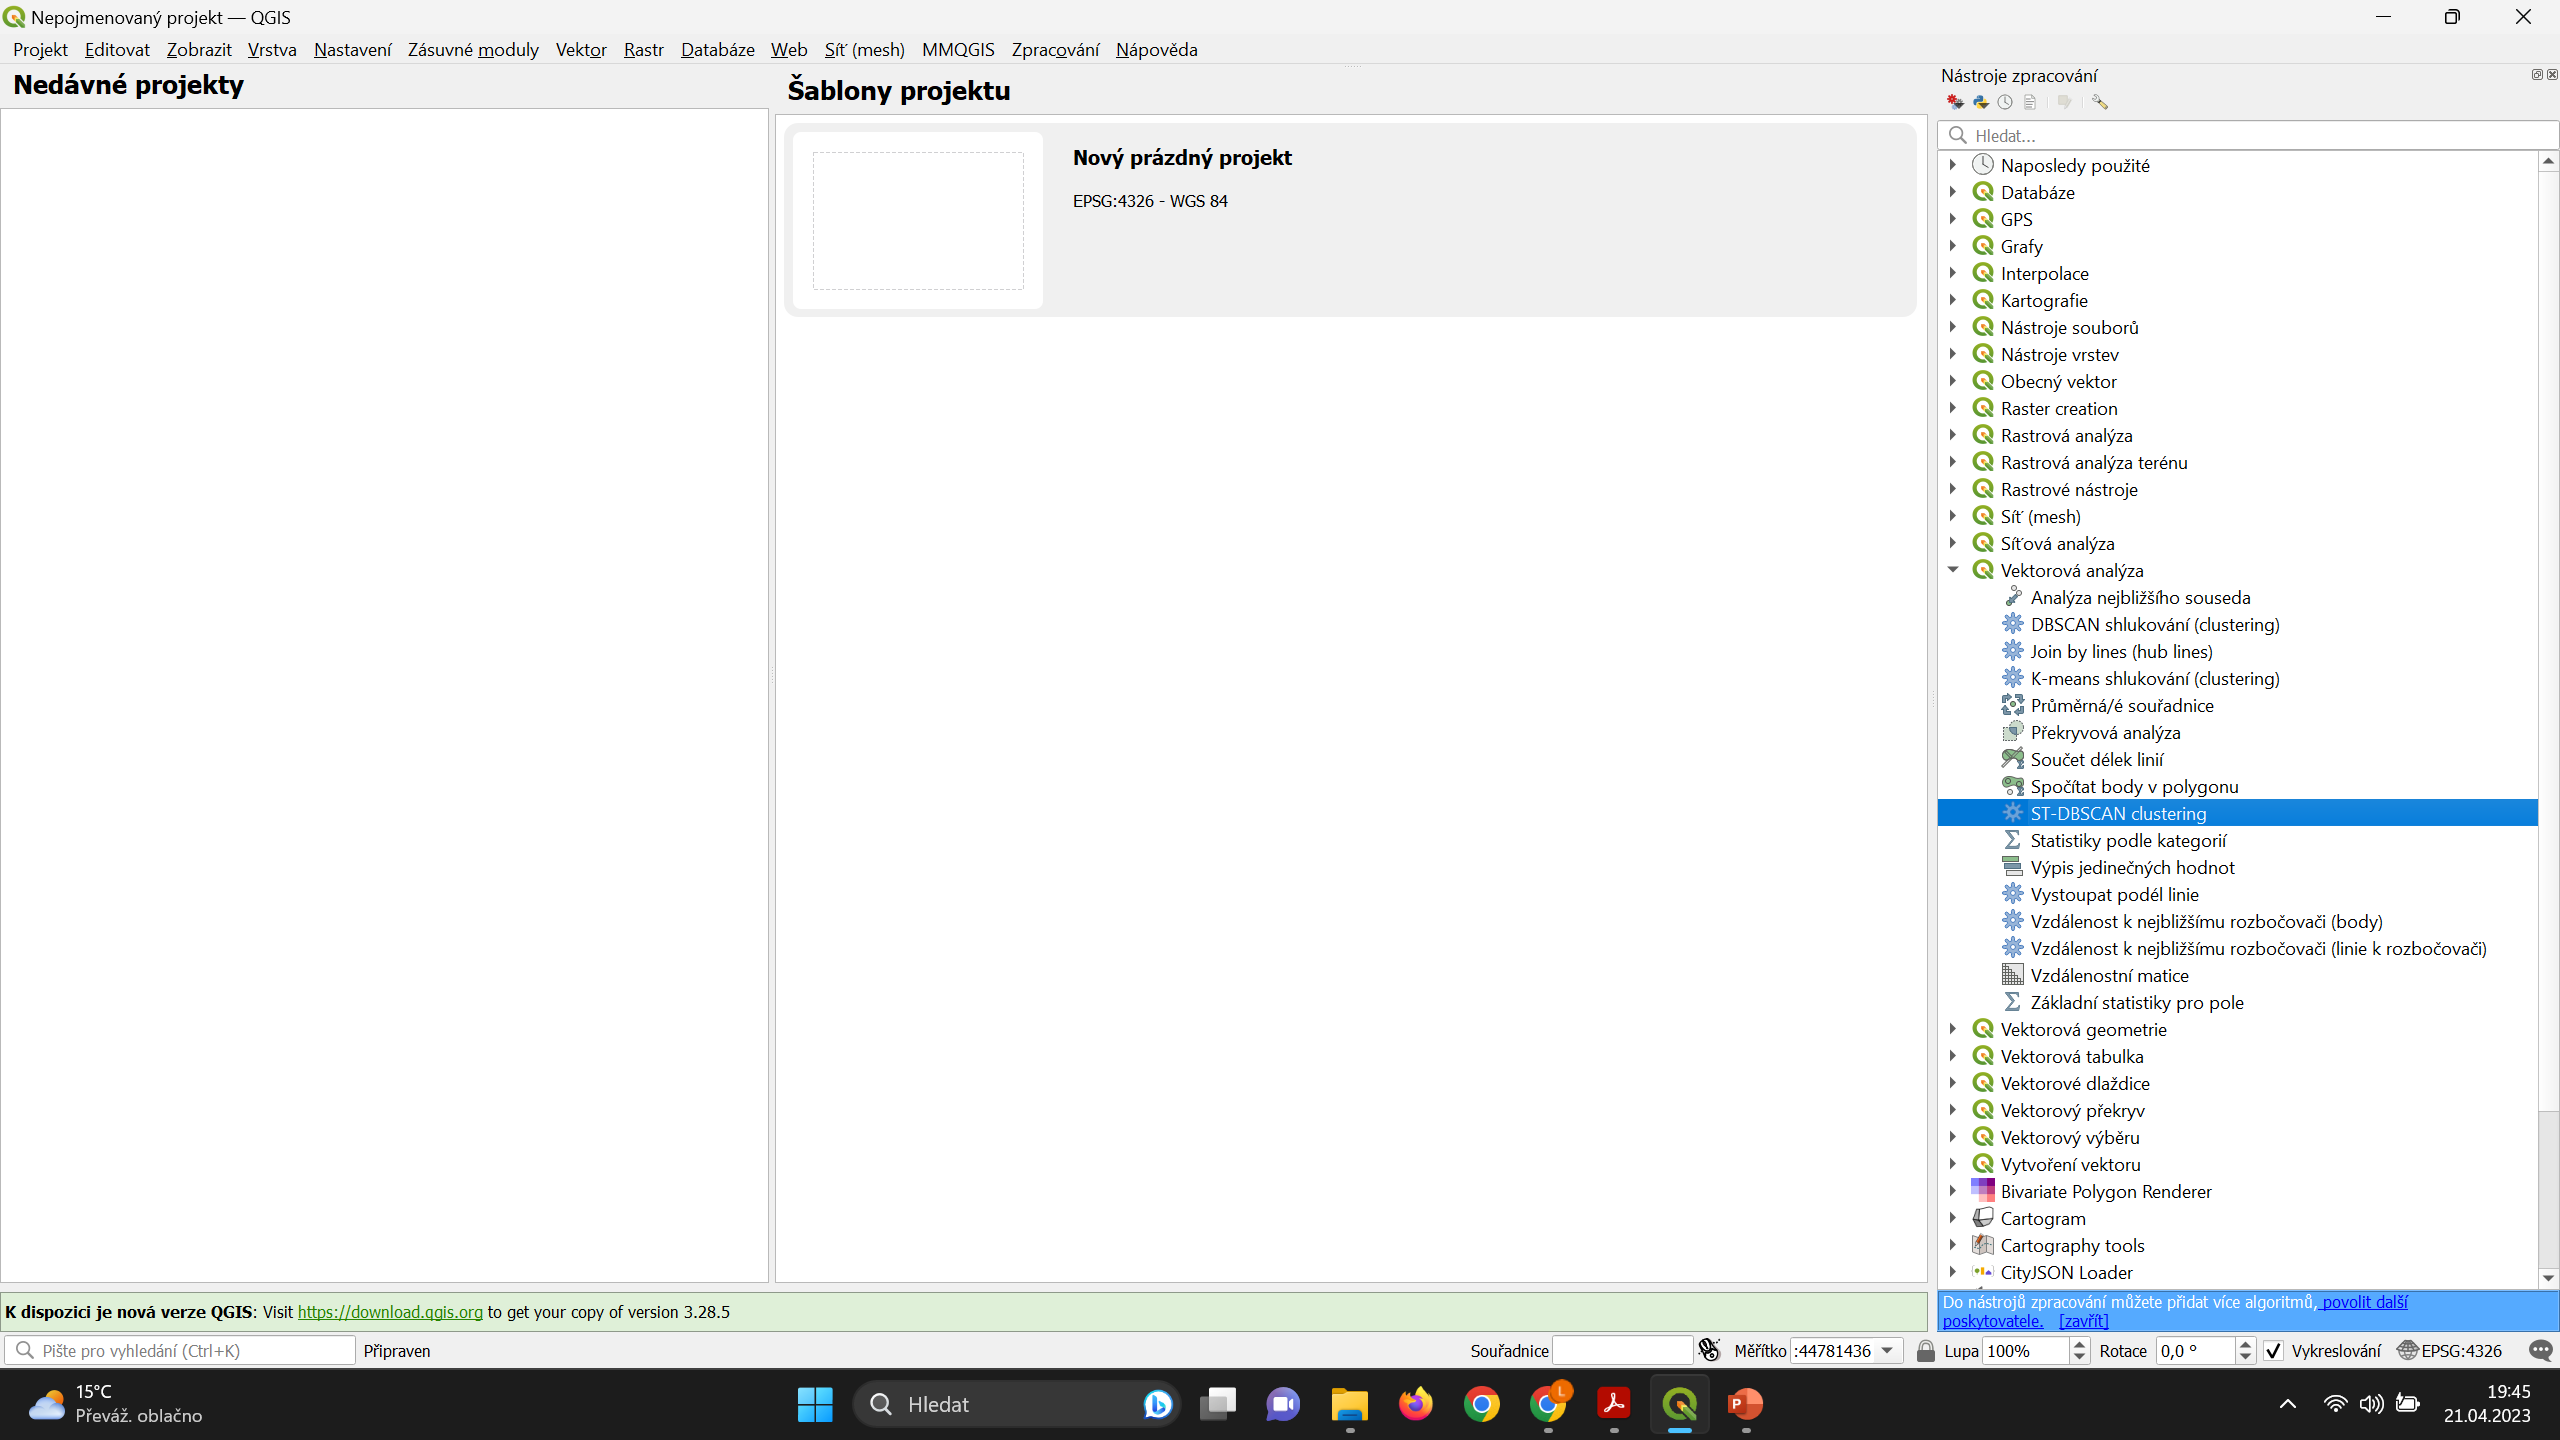 Nepojmenovaný projekt — QGIS
Projekt Editovat Zobrazit Vrstva Nastavení Zásuvné moduly Vektor Rastr Databáze Web Síť (mesh) MMQGIS Zpracování Nápověda
Nedávné projekty
Šablony projektu
Nový prázdný projekt
EPSG:4326 - WGS 84
Nástroje zpracování
Hledat...
Naposledy použité
Databáze
GPS
Grafy
Interpolace
Kartografie
Nástroje souborů
Nástroje vrstev
Obecný vektor
Raster creation
Rastrová analýza
Rastrová analýza terénu
Rastrové nástroje
Síť (mesh)
Síťová analýza
Vektorová analýza
Analýza nejbližšího souseda
DBSCAN shlukování (clustering)
Join by lines (hub lines)
K-means shlukování (clustering)
Průměrná/é souřadnice
Překryvová analýza
Součet délek linií
Spočítat body v polygonu
ST-DBSCAN clustering
Statistiky podle kategorií
Výpis jedinečných hodnot
Vystoupat podél linie
Vzdálenost k nejbližšímu rozbočovači (body)
Vzdálenost k nejbližšímu rozbočovači (linie k rozbočovači)
Vzdálenostní matice
Základní statistiky pro pole
Vektorová geometrie
Vektorová tabulka
Vektorové dlaždice
Vektorový překryv
Vektorový výběru
Vytvoření vektoru
Bivariate Polygon Renderer
Cartogram
Cartography tools
CityJSON Loader
Do nástrojů zpracování můžete přidat více algoritmů, povolit další
poskytovatele. [zavřít]
K dispozici je nová verze QGIS: Visit https://download.qgis.org to get your copy of version 3.28.5
Pište pro vyhledání (Ctrl+K) Připraven Souřadnice Měřítko :44781436 Lupa 100% Rotace 0,0 ° Vykreslování EPSG:4326
15°C
Převáž. oblačno
Hledat
L
P
19:45
21.04.2023